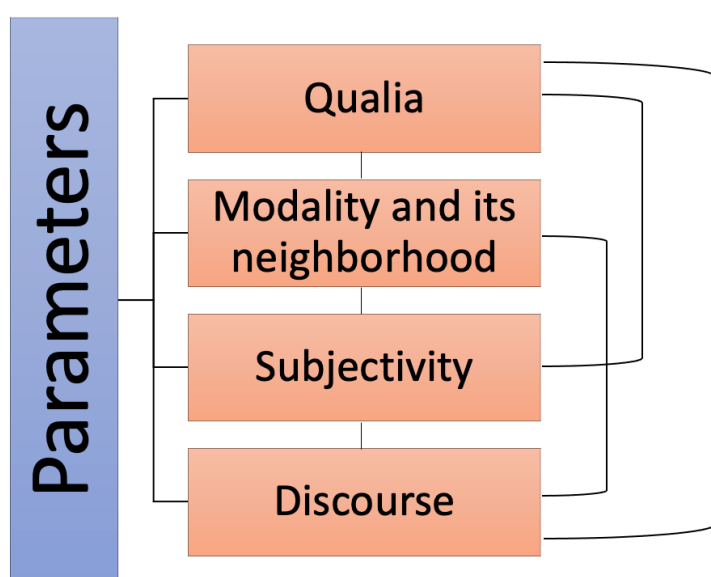 Parameters
Qualia
Modality and its
neighborhood
Subjectivity
Discourse